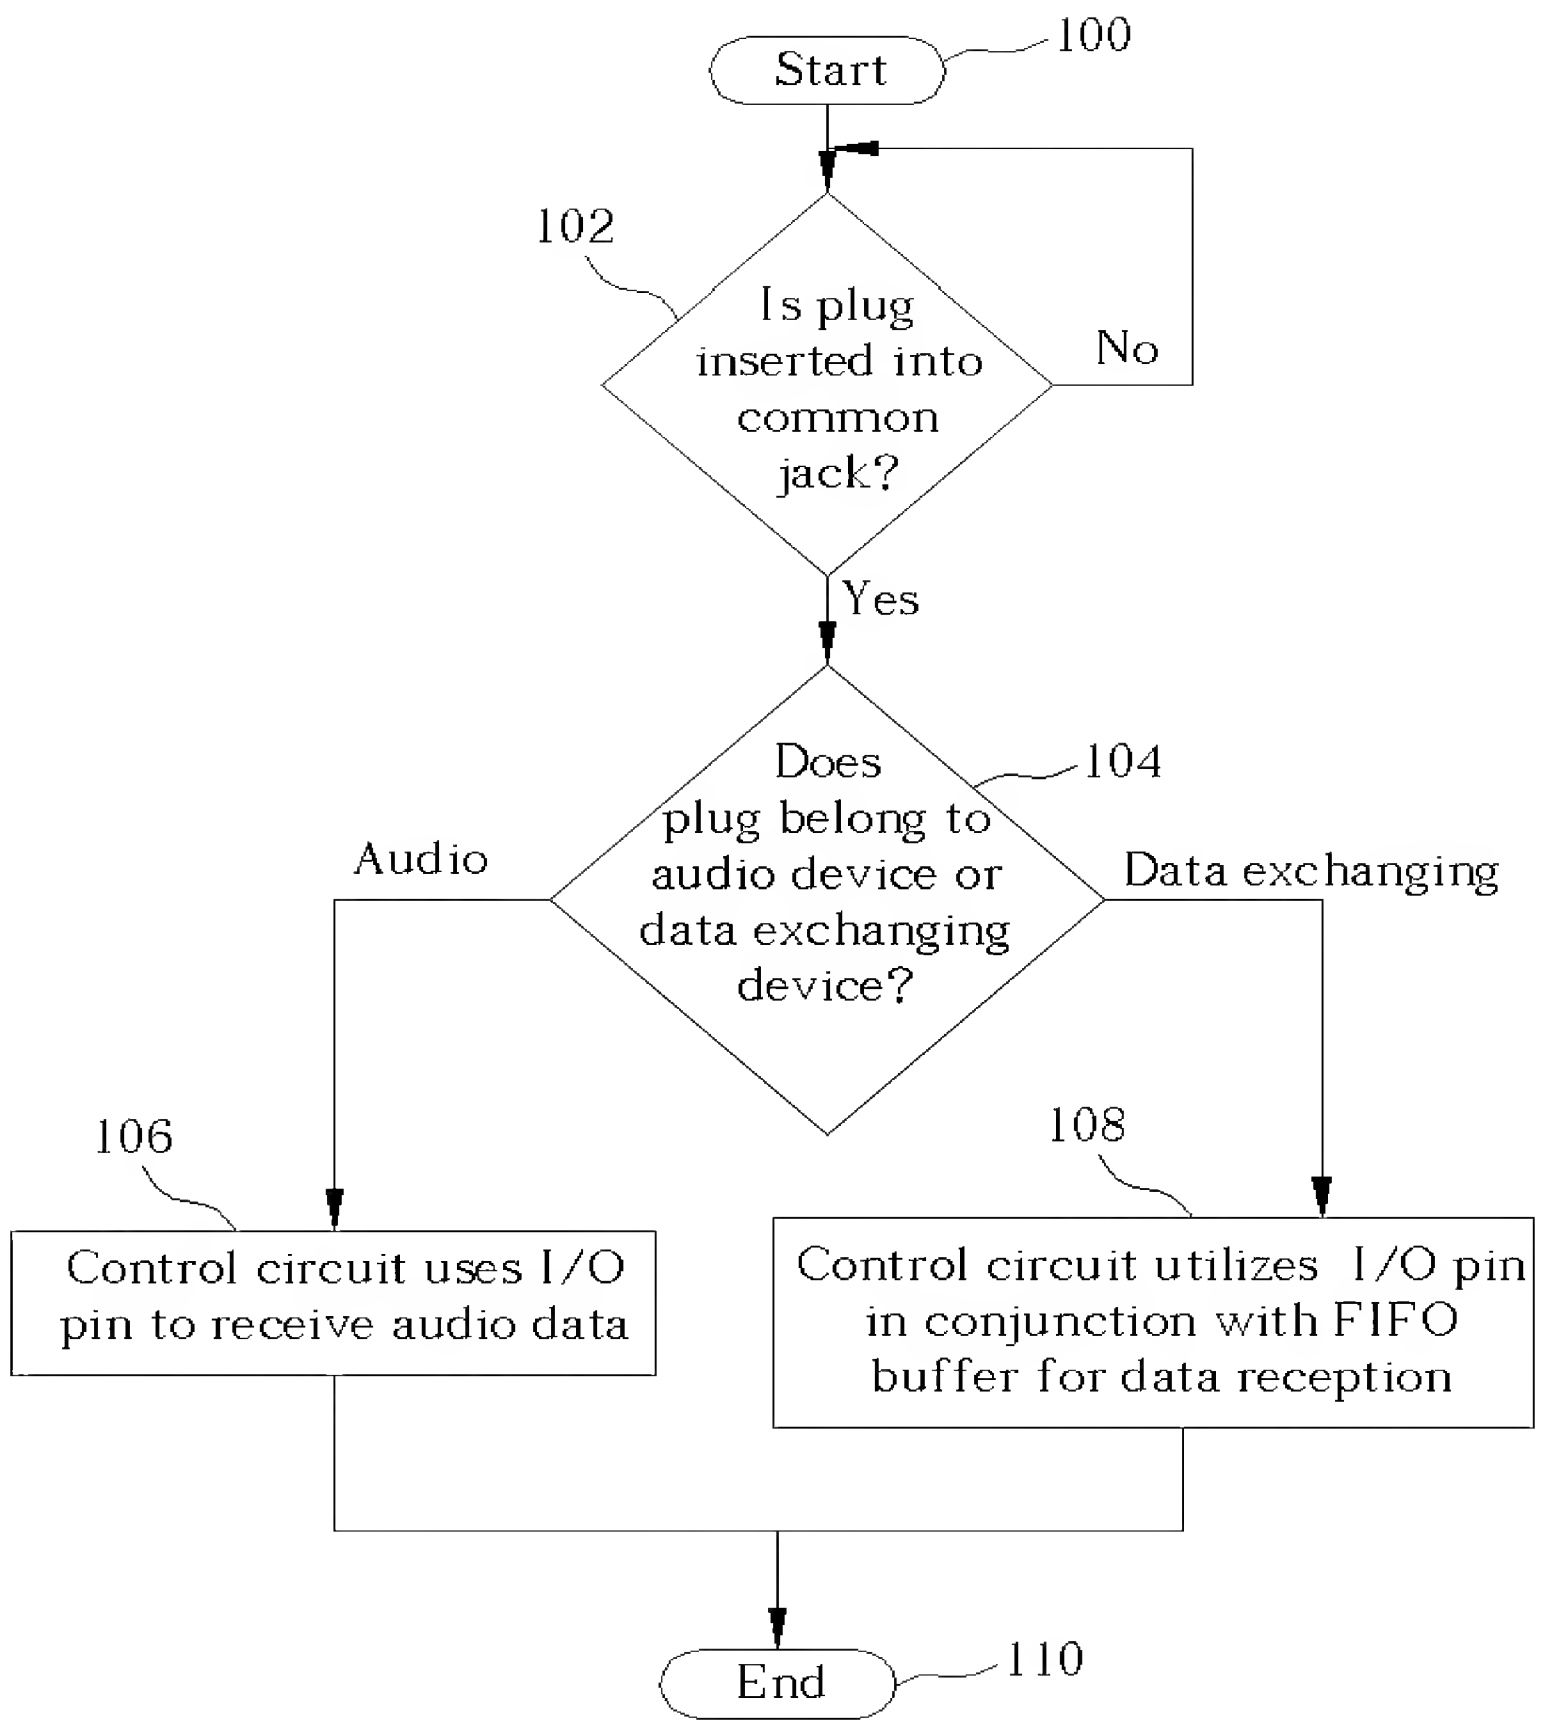 Start
100
102
Is plug
inserted into
common
jack?
No
Yes
104
Does
plug belong to
audio device or
data exchanging
device?
Audio
Data exchanging
106
Control circuit uses I/O
pin to receive audio data
108
Control circuit utilizes I/O pin
in conjunction with FIFO
buffer for data reception
End
110